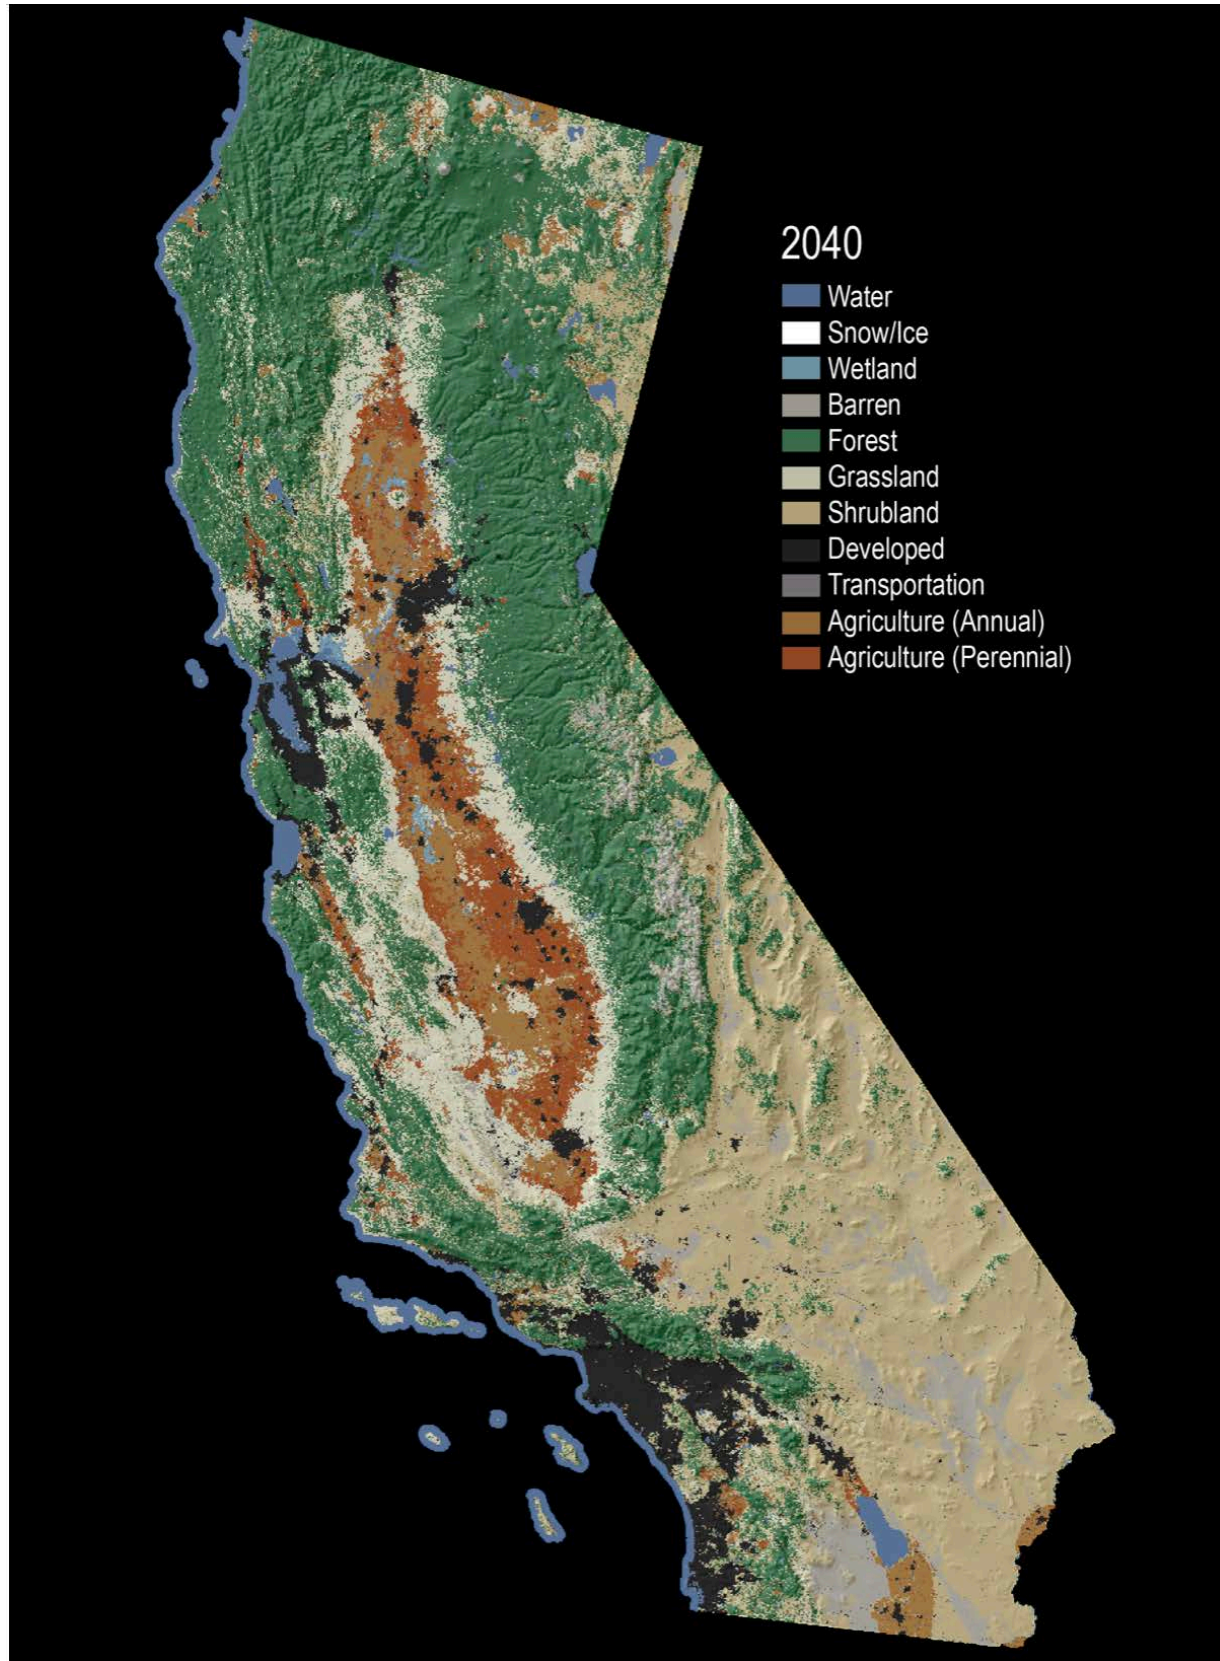 2040
Water
Snow/Ice
Wetland
Barren
Forest
Grassland
Shrubland
Developed
Transportation
Agriculture (Annual)
Agriculture (Perennial)